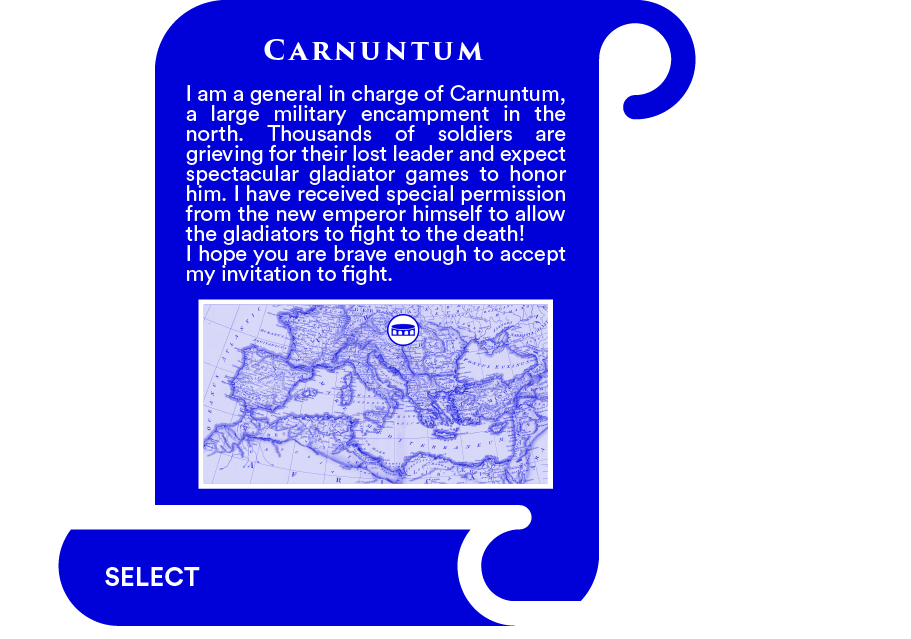 CARNUNTUM
I am a general in charge of Carnuntum,
a large military encampment in the
north. Thousands of soldiers are
grieving for their lost leader and expect
spectacular gladiator games to honor
him. I have received special permission
from the new emperor himself to allow
the gladiators to fight to the death!
I hope you are brave enough to accept
my invitation to fight.
SELECT